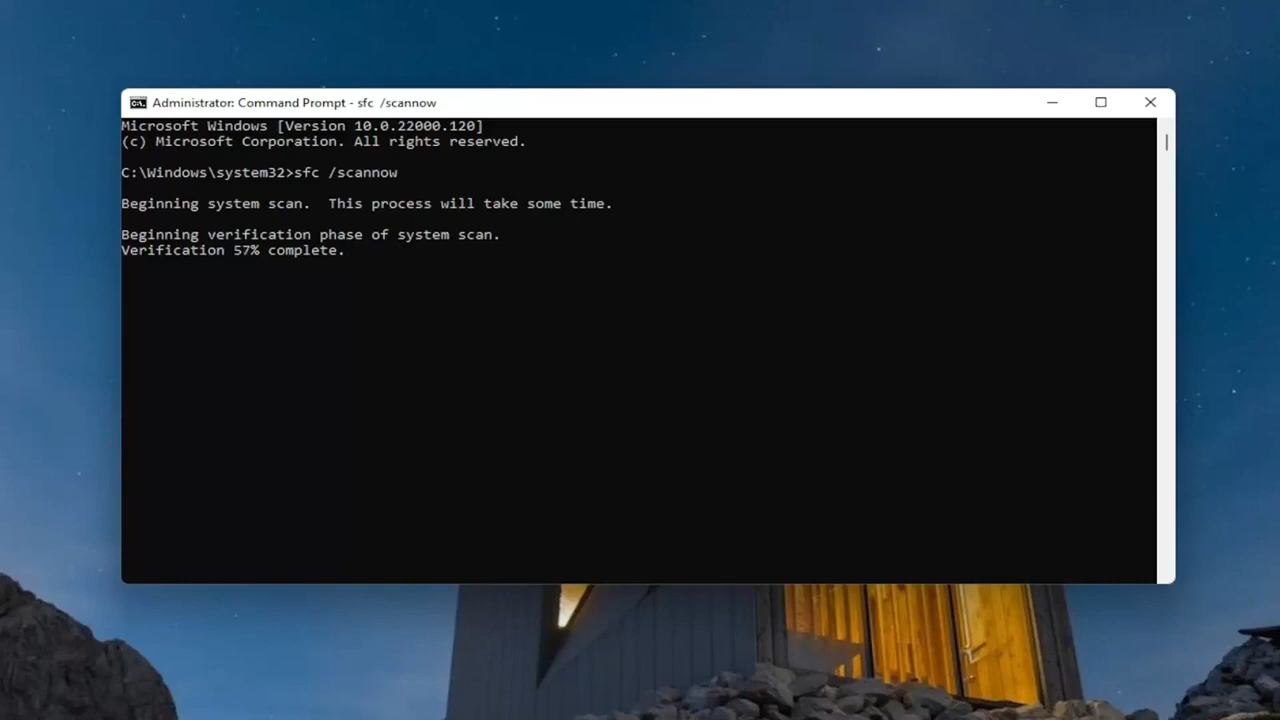 Administrator: Command Prompt - sfc  /scannow
Microsoft Windows [Version 10.0.22000.120]
(c) Microsoft Corporation. All rights reserved.
C:\Windows\system32>sfc /scannow
Beginning system scan.  This process will take some time.
Beginning verification phase of system scan.
Verification 57% complete.